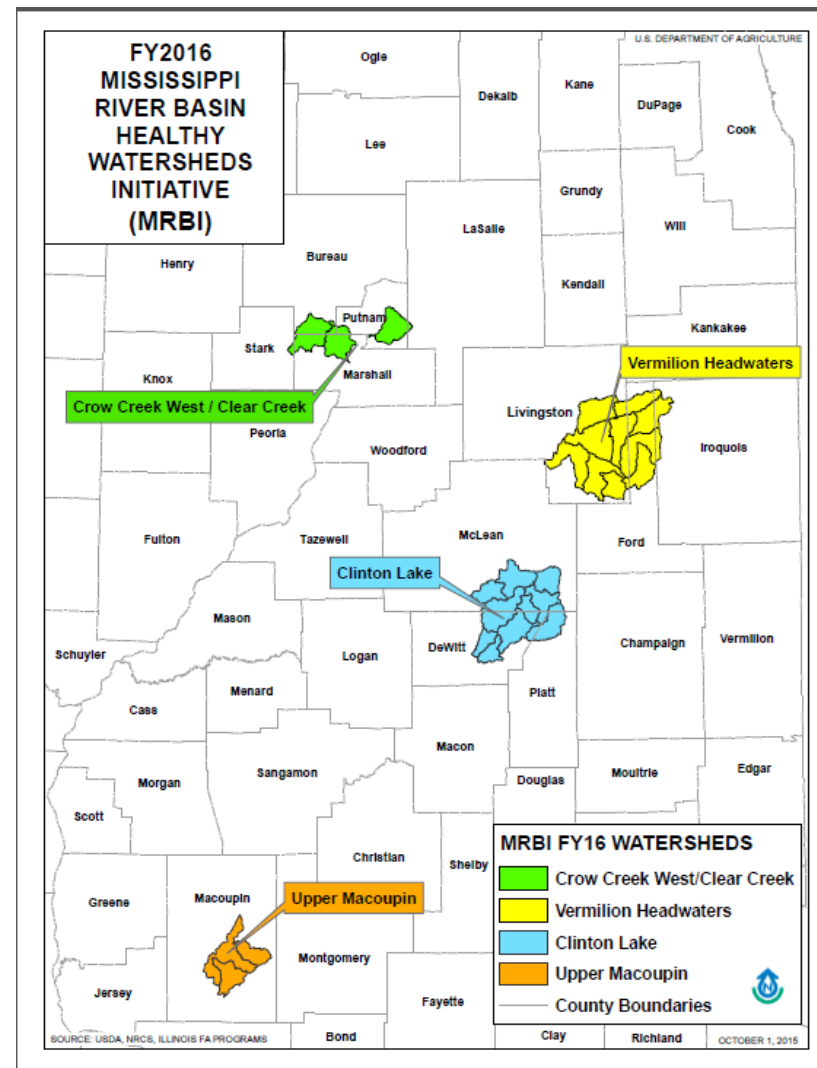 U.S. DEPARTMENT OF AGRICULTURE
FY2016
MISSISSIPPI
RIVER BASIN
HEALTHY
WATERSHEDS
INITIATIVE
(MRBI)
Ogle
Dekalb
Kane
DuPage
Cook
Lee
Grundy
LaSalle
Will
Henry
Bureau
Kendall
Putnam
Stark
Kankakee
Marshall
Vermilion Headwaters
Knox
Crow Creek West / Clear Creek
Livingston
Peoria
Woodford
Iroquois
Fulton
Tazewell
McLean
Ford
Clinton Lake
Mason
Schuyler
Logan
DeWitt
Champaign
Vermilion
Menard
Platt
Cass
Macon
Morgan
Sangamon
Douglas
Moultrie
Edgar
Scott
Christian
Shelby
Greene
Macoupin
Upper Macoupin
Montgomery
Jersey
Fayette
MRBI FY16 WATERSHEDS
Crow Creek West/Clear Creek
Vermilion Headwaters
Clinton Lake
Upper Macoupin
County Boundaries
N
SOURCE: USDA, NRCS, ILLINOIS FA PROGRAMS
Bond
Clay
Richland
OCTOBER 1, 2015